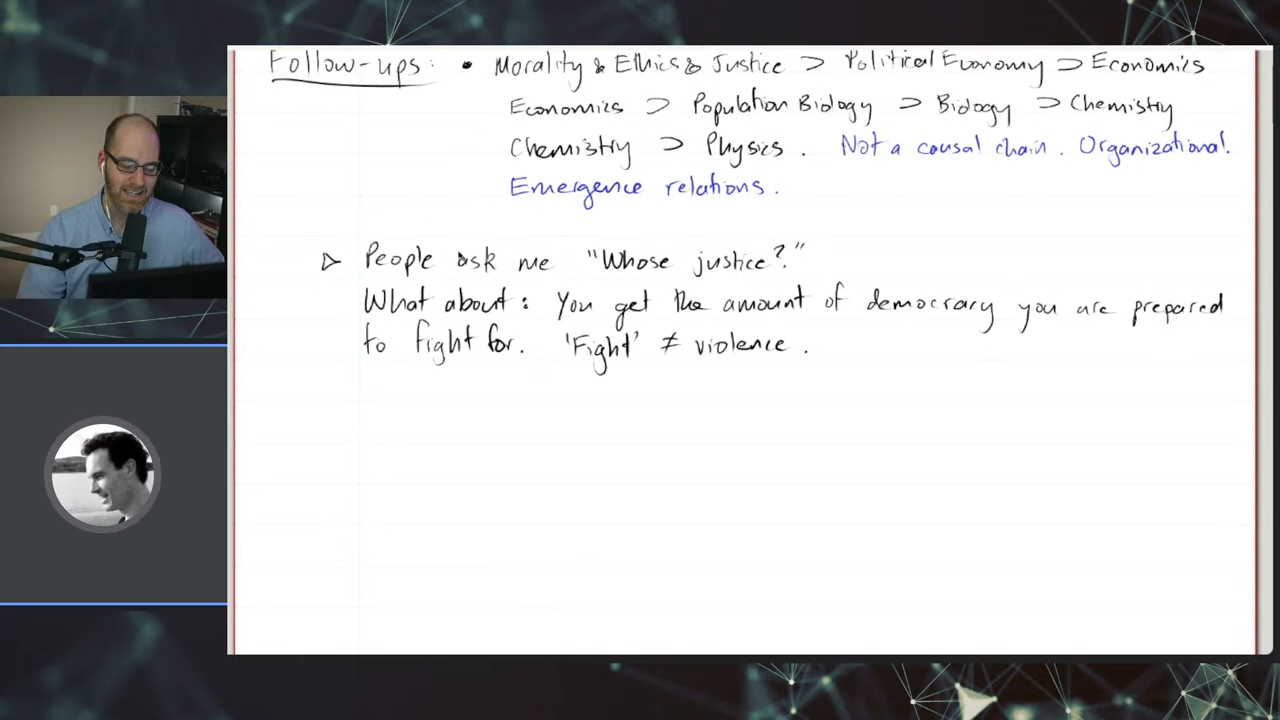 Follow-ups: • Morality & Ethics & Justice ⊃ Political Economy ⊃ Economics
Economics ⊃ Population Biology ⊃ Biology ⊃ Chemistry
Chemistry ⊃ Physics. Not a causal chain. Organizational.
Emergence relations.
▷ People ask me "Whose justice?"
What about: You get the amount of democracy you are prepared
to fight for. 'Fight' ≠ violence.